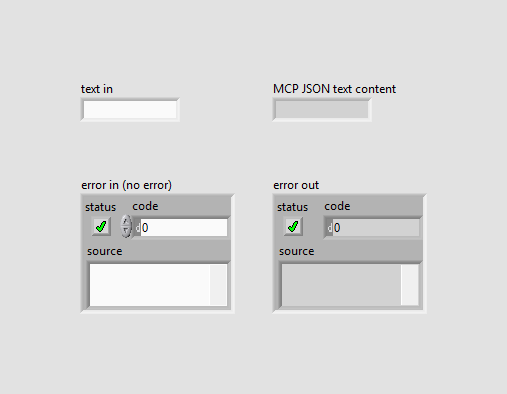 text in
MCP JSON text content
error in (no error)
status
code
d 0
source
error out
status
code
d 0
source